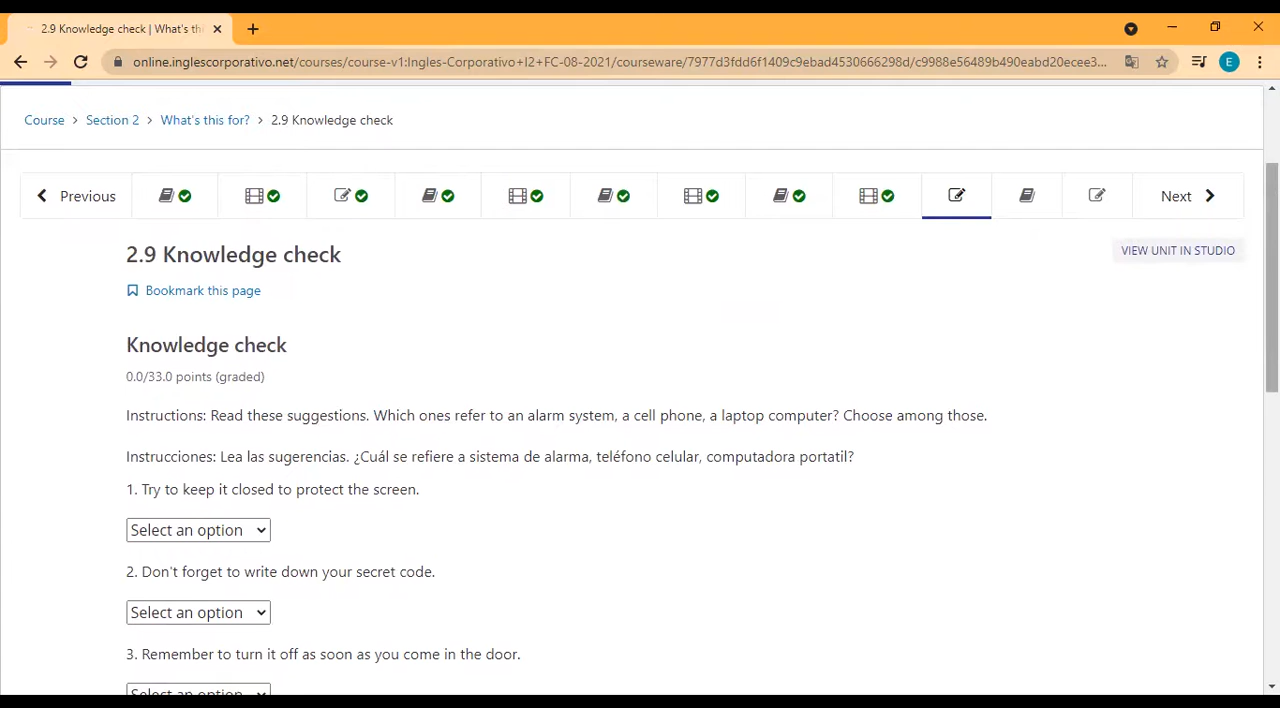 2.9 Knowledge check | What's thi
online.inglescorporativo.net/courses/course-v1:Ingles-Corporativo+I2+FC-08-2021/courseware/7977d3fdd6f1409c9ebad4530666298d/c9988e56489b490eabd20ecee3...
E
Course > Section 2 > What's this for? > 2.9 Knowledge check
Previous
Next
2.9 Knowledge check
VIEW UNIT IN STUDIO
Bookmark this page
Knowledge check
0.0/33.0 points (graded)
Instructions: Read these suggestions. Which ones refer to an alarm system, a cell phone, a laptop computer? Choose among those.
Instrucciones: Lea las sugerencias. ¿Cuál se refiere a sistema de alarma, teléfono celular, computadora portatil?
1. Try to keep it closed to protect the screen.
Select an option
2. Don't forget to write down your secret code.
Select an option
3. Remember to turn it off as soon as you come in the door.
Select an option